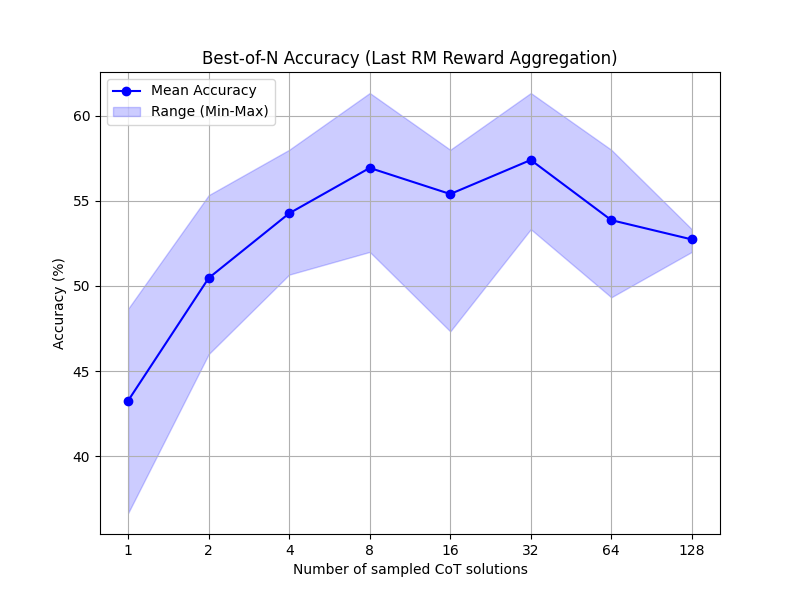 Best-of-N Accuracy (Last RM Reward Aggregation)
Mean Accuracy
Range (Min-Max)
Accuracy (%)
60
55
50
45
40
1 2 4 8 16 32 64 128
Number of sampled CoT solutions